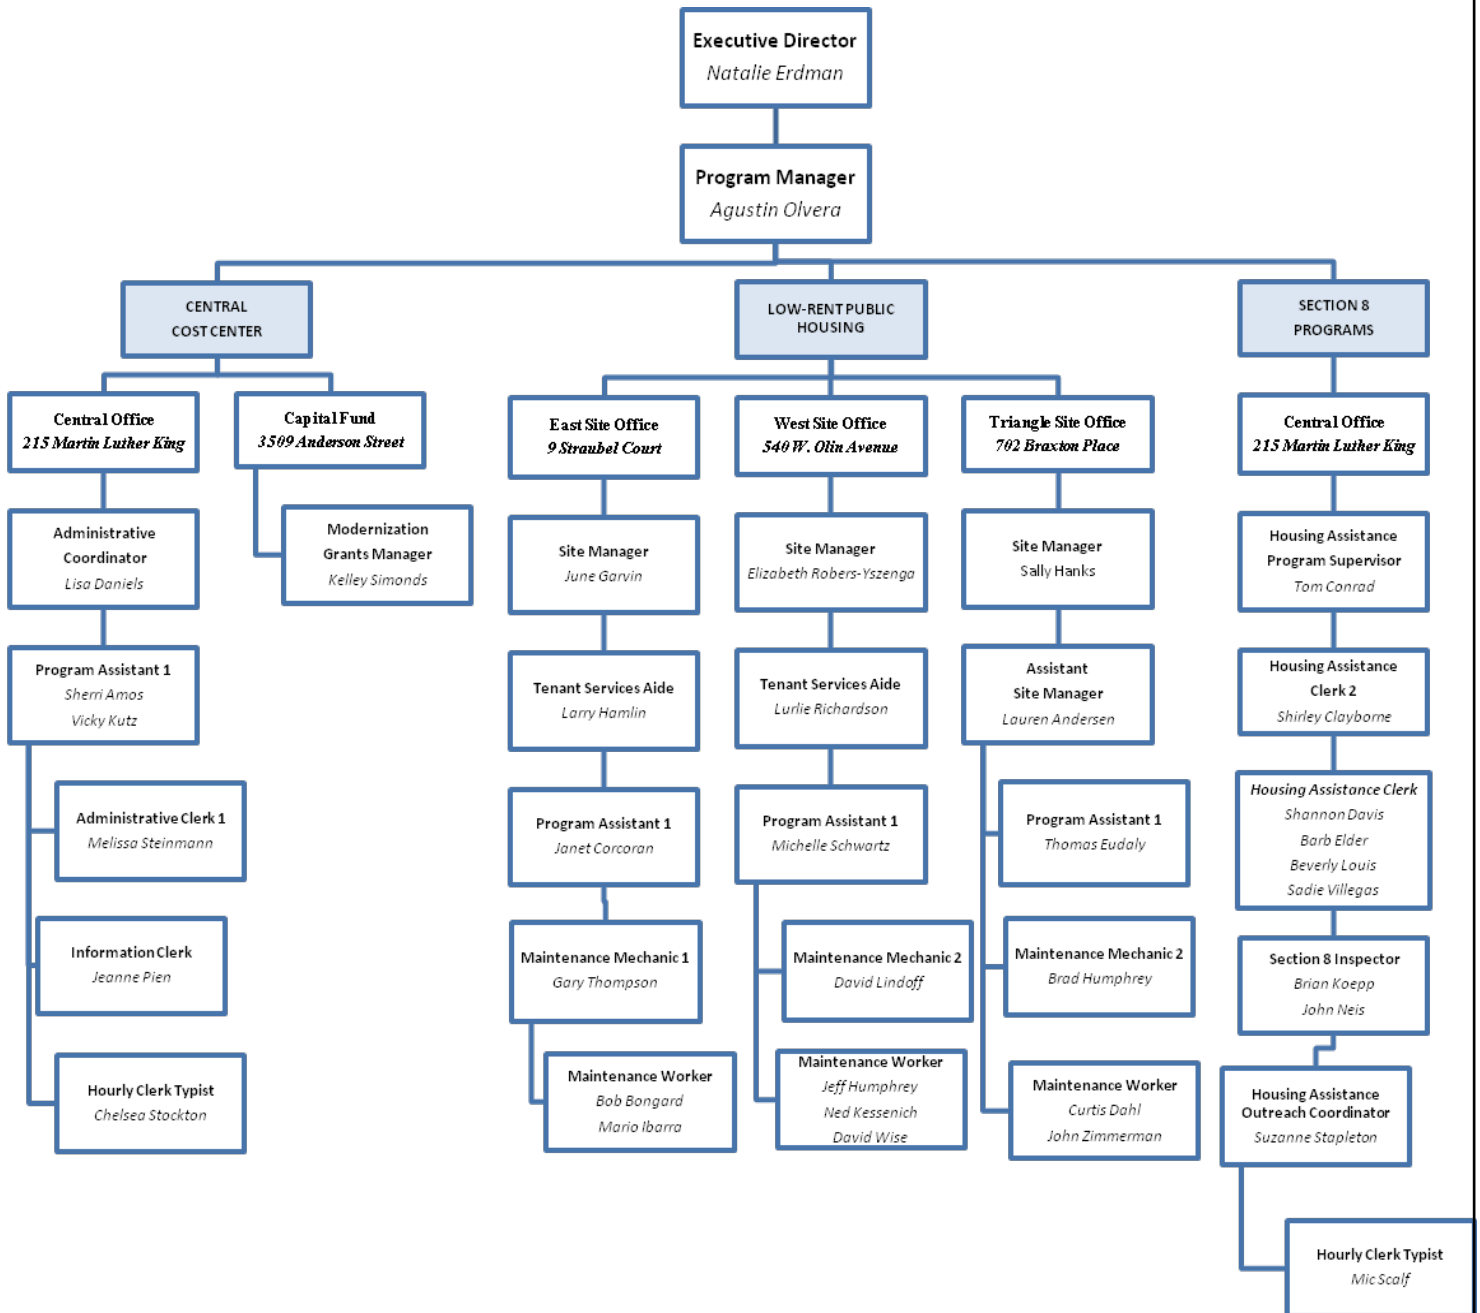 Executive Director
Natalie Erdman
Program Manager
Agustin Olvera
CENTRAL
COST CENTER
LOW-RENT PUBLIC
HOUSING
SECTION 8
PROGRAMS
Central Office
215 Martin Luther King
Capital Fund
3509 Anderson Street
East Site Office
9 Straubel Court
West Site Office
540 W. Olin Avenue
Triangle Site Office
702 Braxton Place
Central Office
215 Martin Luther King
Administrative
Coordinator
Lisa Daniels
Modernization
Grants Manager
Kelley Simonds
Site Manager
June Garvin
Site Manager
Elizabeth Robers-Yszenga
Site Manager
Sally Hanks
Housing Assistance
Program Supervisor
Tom Conrad
Program Assistant 1
Sherri Amos
Vicky Kutz
Tenant Services Aide
Larry Hamlin
Tenant Services Aide
Lurlie Richardson
Assistant
Site Manager
Lauren Andersen
Housing Assistance
Clerk 2
Shirley Clayborne
Administrative Clerk 1
Melissa Steinmann
Program Assistant 1
Janet Corcoran
Program Assistant 1
Michelle Schwartz
Program Assistant 1
Thomas Eudaly
Housing Assistance Clerk
Shannon Davis
Barb Elder
Beverly Louis
Sadie Villegas
Information Clerk
Jeanne Pien
Maintenance Mechanic 1
Gary Thompson
Maintenance Mechanic 2
David Lindoff
Maintenance Mechanic 2
Brad Humphrey
Section 8 Inspector
Brian Koepp
John Neis
Hourly Clerk Typist
Chelsea Stockton
Maintenance Worker
Bob Bongard
Mario Ibarra
Maintenance Worker
Jeff Humphrey
Ned Kessenich
David Wise
Maintenance Worker
Curtis Dahl
John Zimmerman
Housing Assistance
Outreach Coordinator
Suzanne Stapleton
Hourly Clerk Typist
Mic Scalf